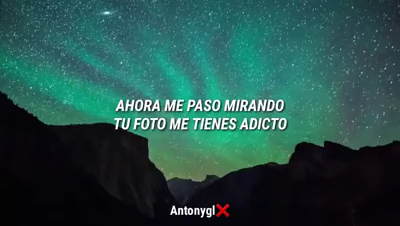 AHORA ME PASO MIRANDO
TU FOTO ME TIENES ADICTO
Antonygl❌